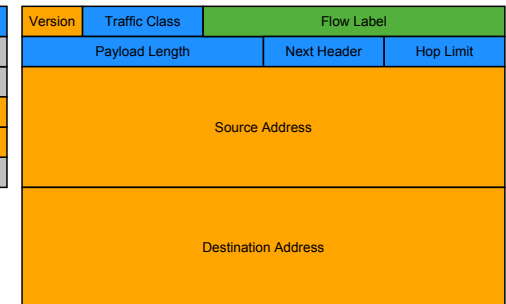 Version Traffic Class Flow Label
Payload Length Next Header Hop Limit
Source Address
Destination Address